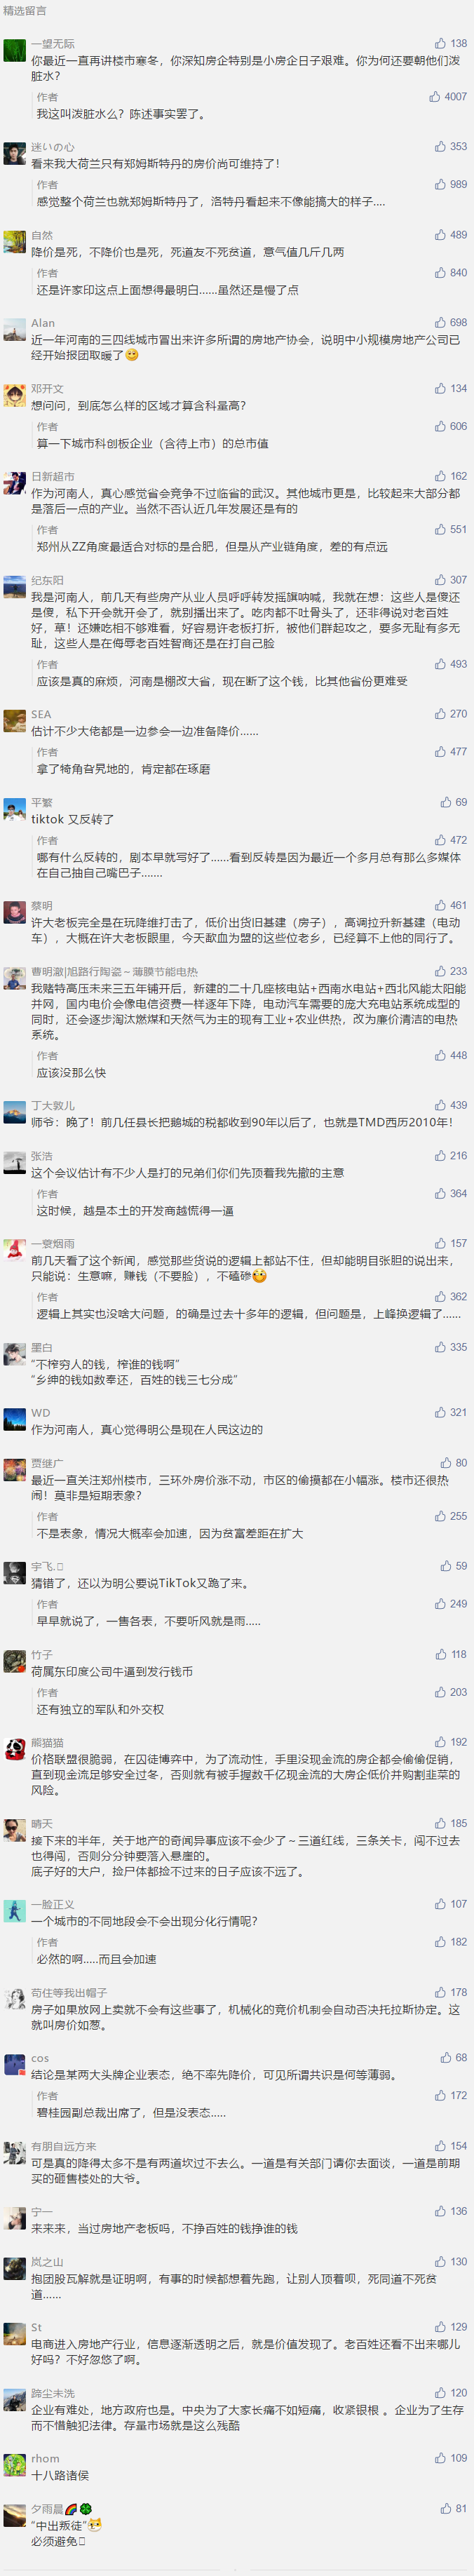 精选留言
一望无际
138
你最近一直再讲楼市寒冬，你深知房企特别是小房企日子艰难。你为何还要朝他们泼
脏水？
作者
4007
我这叫泼脏水么？陈述事实罢了。
迷いの心
353
看来我大荷兰只有郑姆斯特丹的房价尚可维持了！
作者
989
感觉整个荷兰也就郑姆斯特丹了，洛特丹看起来不像能搞大的样子....
自然
489
降价是死，不降价也是死，死道友不死贫道，意气值几斤几两
作者
840
还是许家印这点上面想得最明白......虽然还是慢了点
Alan
698
近一年河南的三四线城市冒出来许多所谓的房地产协会，说明中小规模房地产公司已
经开始报团取暖了
邓开文
134
想问问，到底怎么样的区域才算含科量高？
作者
606
算一下城市科创板企业（含待上市）的总市值
日新超市
162
作为河南人，真心感觉省会竞争不过临省的武汉。其他城市更是，比较起来大部分都
是落后一点的产业。当然不否认近几年发展还是有的
作者
551
郑州从ZZ角度最适合对标的是合肥，但是从产业链角度，差的有点远
纪东阳
307
我是河南人，前几天有些房产从业人员呼呼转发摇旗呐喊，我就在想：这些人是傻还
是傻，私下开会就开会了，就别播出来了。吃肉都不吐骨头了，还非得说对老百姓
好，草！还嫌吃相不够难看，好容易许老板打折，被他们群起攻之，要多无耻有多无
耻，这些人是在侮辱老百姓智商还是在打自己脸
作者
493
应该是真的麻烦，河南是棚改大省，现在断了这个钱，比其他省份更难受
SEA
270
估计不少大佬都是一边参会一边准备降价......
作者
477
拿了犄角旮旯地的，肯定都在琢磨
平繁
69
tiktok 又反转了
作者
472
哪有什么反转的，剧本早就写好了......看到反转是因为最近一个多月总有那么多媒体
在自己抽自己嘴巴子.......
蔡明
461
许大老板完全是在玩降维打击了，低价出货旧基建（房子），高调拉升新基建（电动
车），大概在许大老板眼里，今天歃血为盟的这些位老乡，已经算不上他的同行了。
曹明澈|旭路行陶瓷～薄膜节能电热
233
我赌特高压未来三五年铺开后，新建的二十几座核电站+西南水电站+西北风能太阳能
并网，国内电价会像电信资费一样逐年下降，电动汽车需要的庞大充电站系统成型的
同时，还会逐步淘汰燃煤和天然气为主的现有工业+农业供热，改为廉价清洁的电热
系统。
作者
448
应该没那么快
丁大敦儿
439
师爷：晚了！前几任县长把鹅城的税都收到90年以后了，也就是TMD西历2010年！
张浩
216
这个会议估计有不少人是打的兄弟们你们先顶着我先撤的主意
作者
364
这时候，越是本土的开发商越慌得一逼
一蓑烟雨
157
前几天看了这个新闻，感觉那些货说的逻辑上都站不住，但却能明目张胆的说出来，
只能说：生意嘛，赚钱（不要脸），不磕碜
作者
362
逻辑上其实也没啥大问题，的确是过去十多年的逻辑，但问题是，上峰换逻辑了......
墨白
335
“不榨穷人的钱，榨谁的钱啊”
“乡绅的钱如数奉还，百姓的钱三七分成”
WD
321
作为河南人，真心觉得明公是现在人民这边的
贾继广
80
最近一直关注郑州楼市，三环外房价涨不动，市区的偷摸都在小幅涨。楼市还很热
闹！莫非是短期表象？
作者
255
不是表象，情况大概率会加速，因为贫富差距在扩大
宇飞.
59
猜错了，还以为明公要说TikTok又跪了来。
作者
249
早早就说了，一售各表，不要听风就是雨.....
竹子
118
荷属东印度公司牛逼到发行钱币
作者
203
还有独立的军队和外交权
熊猫猫
192
价格联盟很脆弱，在囚徒博弈中，为了流动性，手里没现金流的房企都会偷偷促销，
直到现金流足够安全过冬，否则就有被手握数千亿现金流的大房企低价并购割韭菜的
风险。
晴天
185
接下来的半年，关于地产的奇闻异事应该不会少了～三道红线，三条关卡，闯不过去
也得闯，否则分分钟要落入悬崖的。
底子好的大户，捡尸体都捡不过来的日子应该不远了。
一脸正义
107
一个城市的不同地段会不会出现分化行情呢？
作者
182
必然的啊.....而且会加速
苟住等我出帽子
178
房子如果放网上卖就不会有这些事了，机械化的竞价机制会自动否决托拉斯协定。这
就叫房价如葱。
cos
68
结论是某两大头牌企业表态，绝不率先降价，可见所谓共识是何等薄弱。
作者
172
碧桂园副总裁出席了，但是没表态.....
有朋自远方来
154
可是真的降得太多不是有两道坎过不去么。一道是有关部门请你去面谈，一道是前期
买的砸售楼处的大爷。
宁一
136
来来来，当过房地产老板吗，不挣百姓的钱挣谁的钱
岚之山
130
抱团股瓦解就是证明啊，有事的时候都想着先跑，让别人顶着呗，死同道不死贫
道......
St
129
电商进入房地产行业，信息逐渐透明之后，就是价值发现了。老百姓还看不出来哪儿
好吗？不好忽悠了啊。
蹄尘未洗
120
企业有难处，地方政府也是。中央为了大家长痛不如短痛，收紧银根 。企业为了生存
而不惜触犯法律。存量市场就是这么残酷
rhom
109
十八路诸侯
夕雨晨
81
“中出叛徒”
必须避免